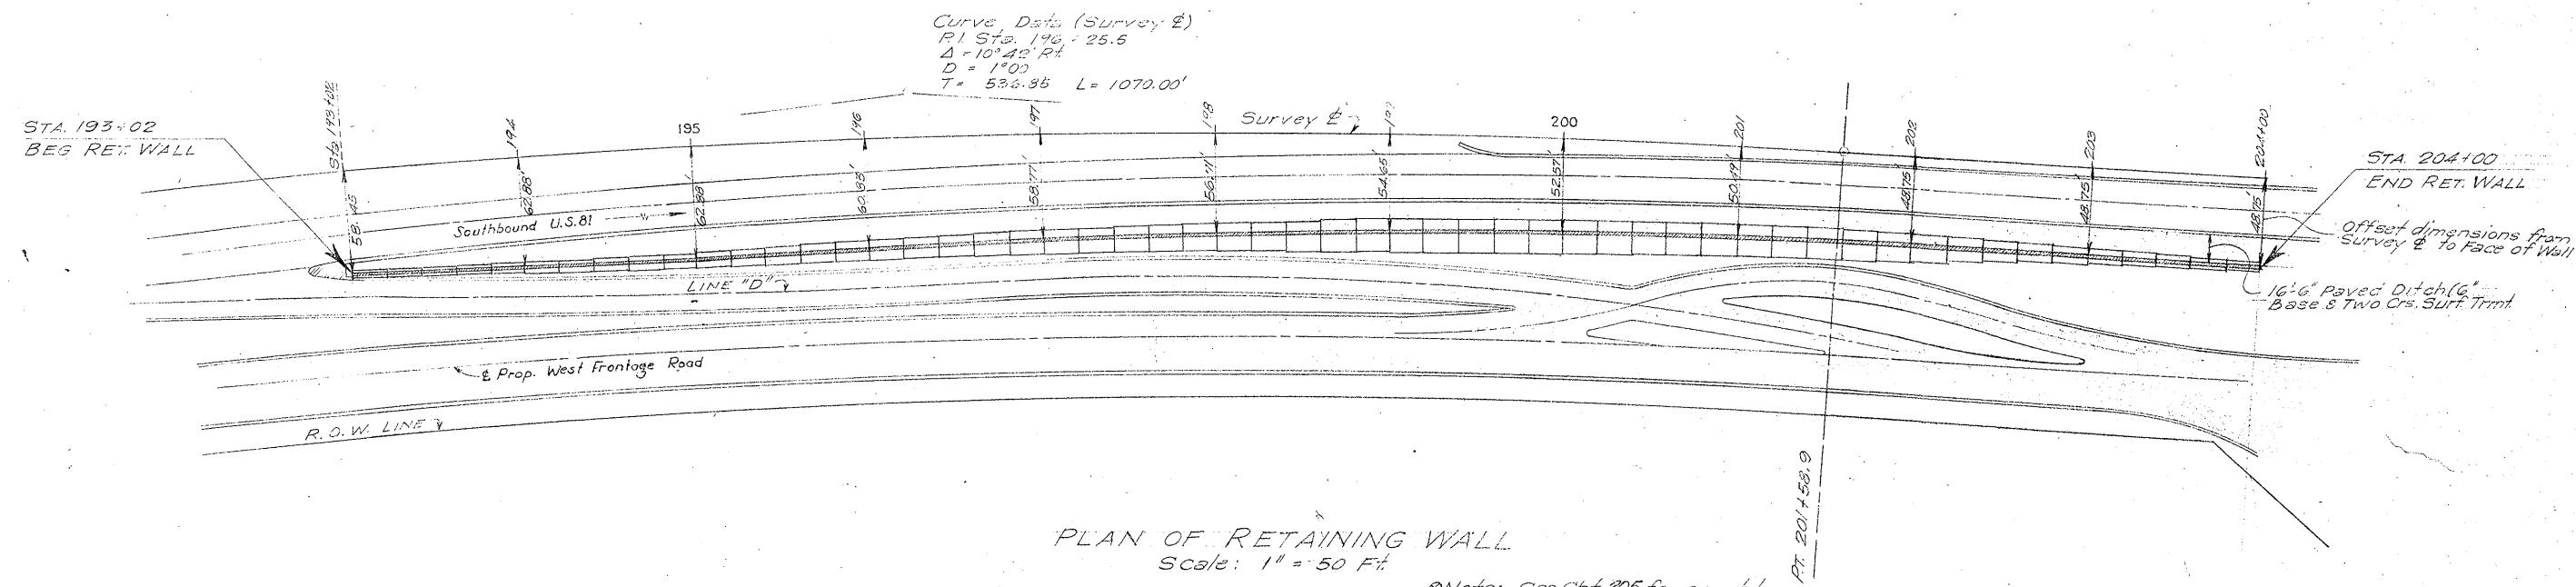 Curve Data (Survey ℄)
P.I. Sta. 196 + 25.5
Δ = 10°42' Rt.
D = 1°00
T = 536.85 L = 1070.00'
STA. 193+02
BEG RET. WALL
Sta 193+02
194
195
196
197
198
Survey ℄
199
200
201
202
203
204+00
STA. 204+00
END RET. WALL
58.45
62.88'
62.88'
60.83'
58.77'
56.71'
54.65'
52.57'
50.49'
48.75'
48.75'
48.75'
Southbound U.S.81
Offset dimensions from
Survey ℄ to Face of Wall
LINE "D"
16'-6" Paved Ditch (6"
Base & Two Crs. Surf. Trmt.
℄ Prop. West Frontage Road
R.O.W. LINE
P.T. 201+58.9
PLAN OF RETAINING WALL
Scale: 1" = 50 Ft.